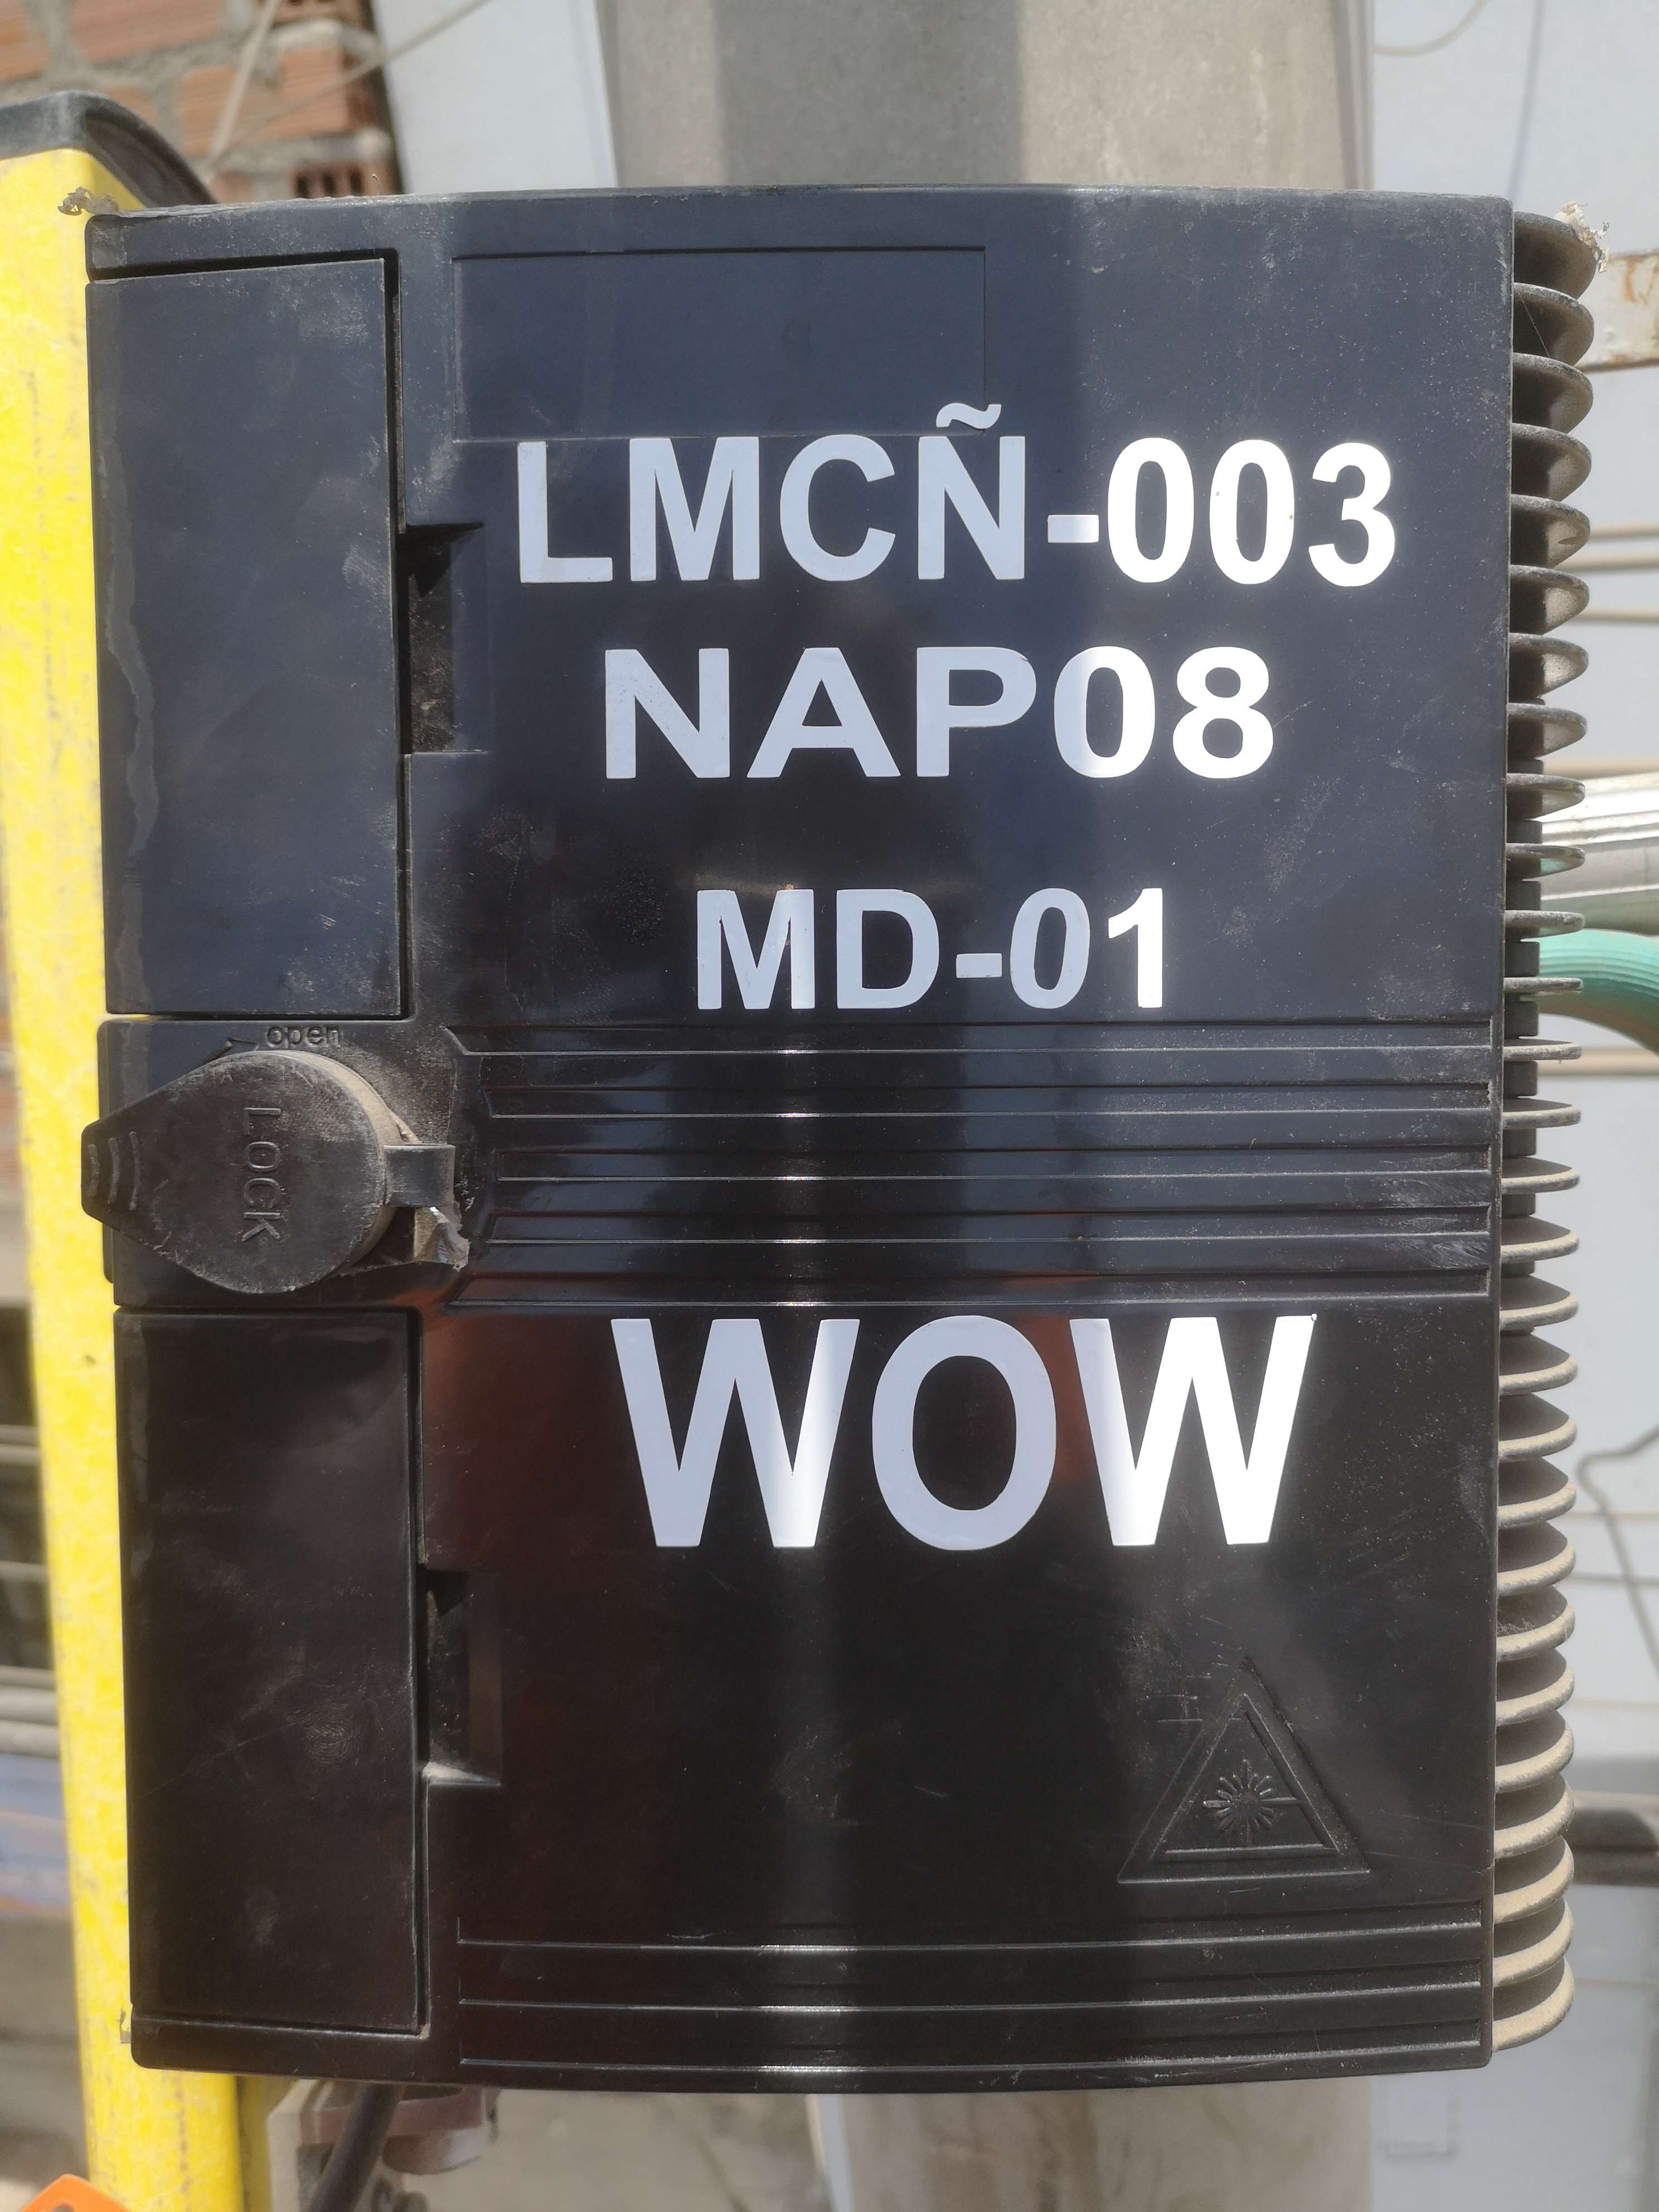 LMCÑ-003
NAP08
MD-01
open
LOCK
WOW